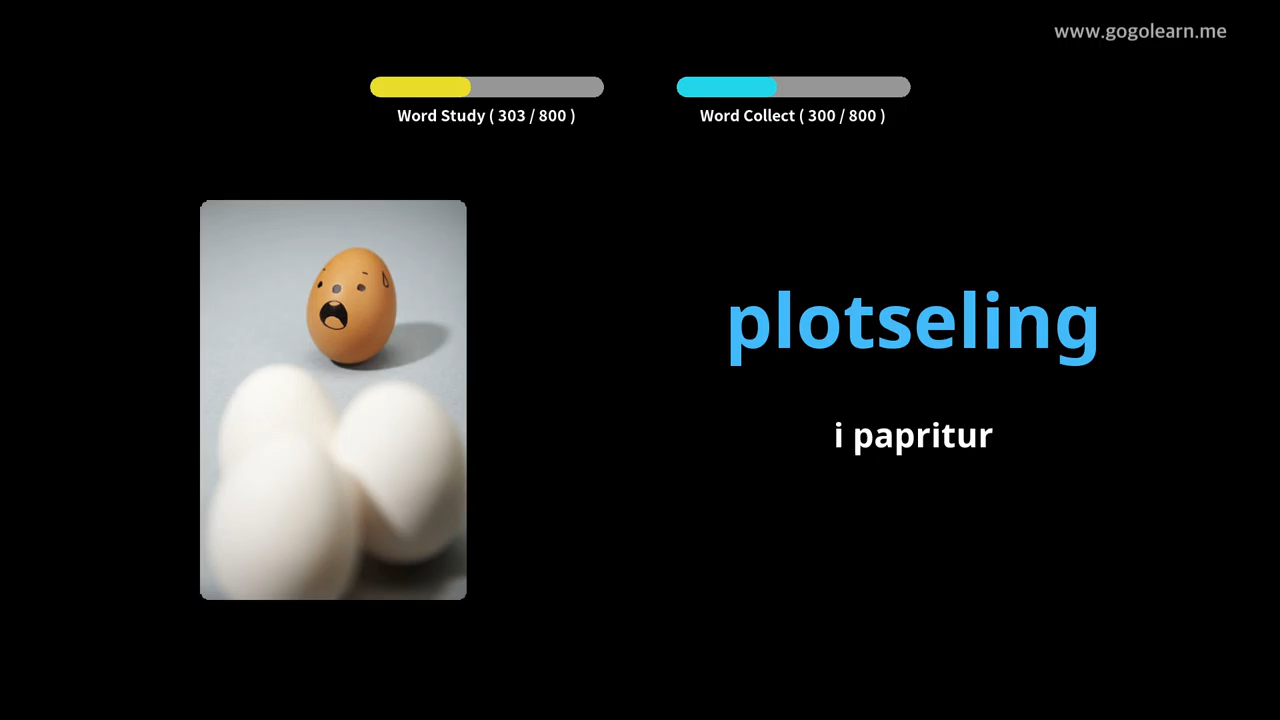 www.gogolearn.me
Word Study ( 303 / 800 )
Word Collect ( 300 / 800 )
plotseling
i papritur